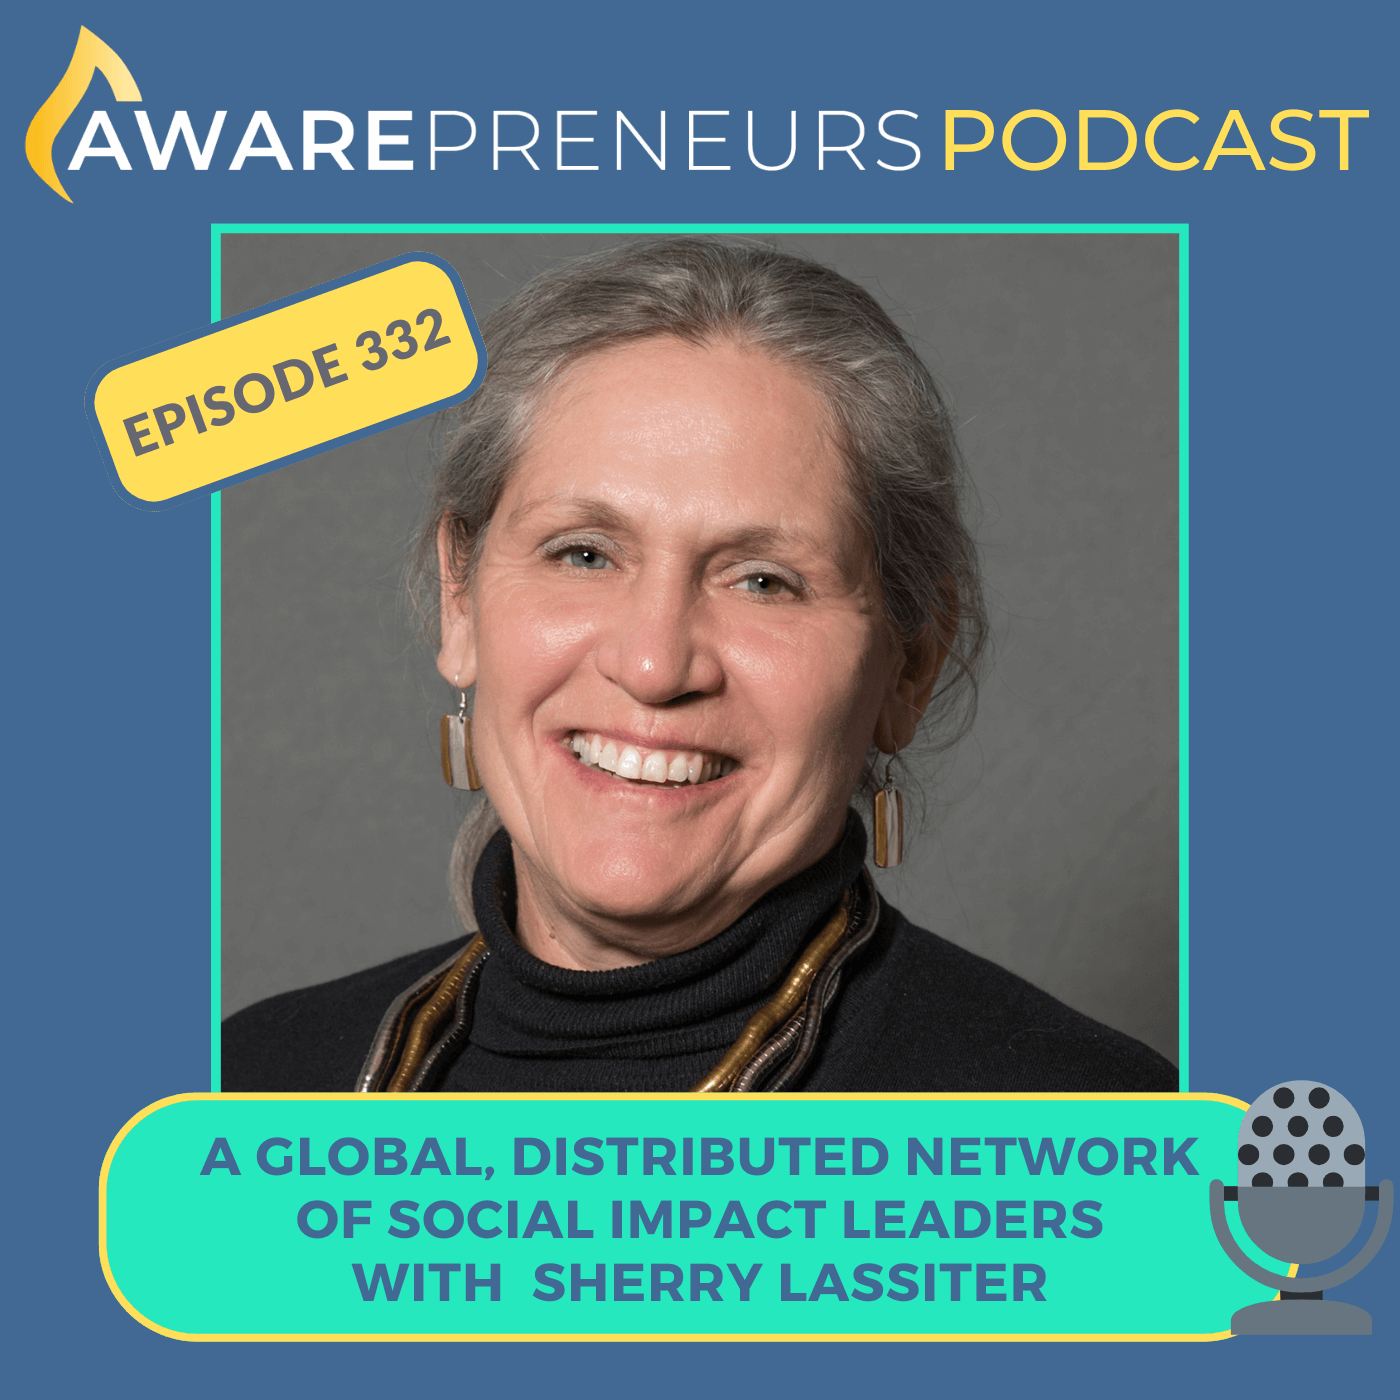 AWAREPRENEURS PODCAST
EPISODE 332
A GLOBAL, DISTRIBUTED NETWORK
OF SOCIAL IMPACT LEADERS
WITH SHERRY LASSITER